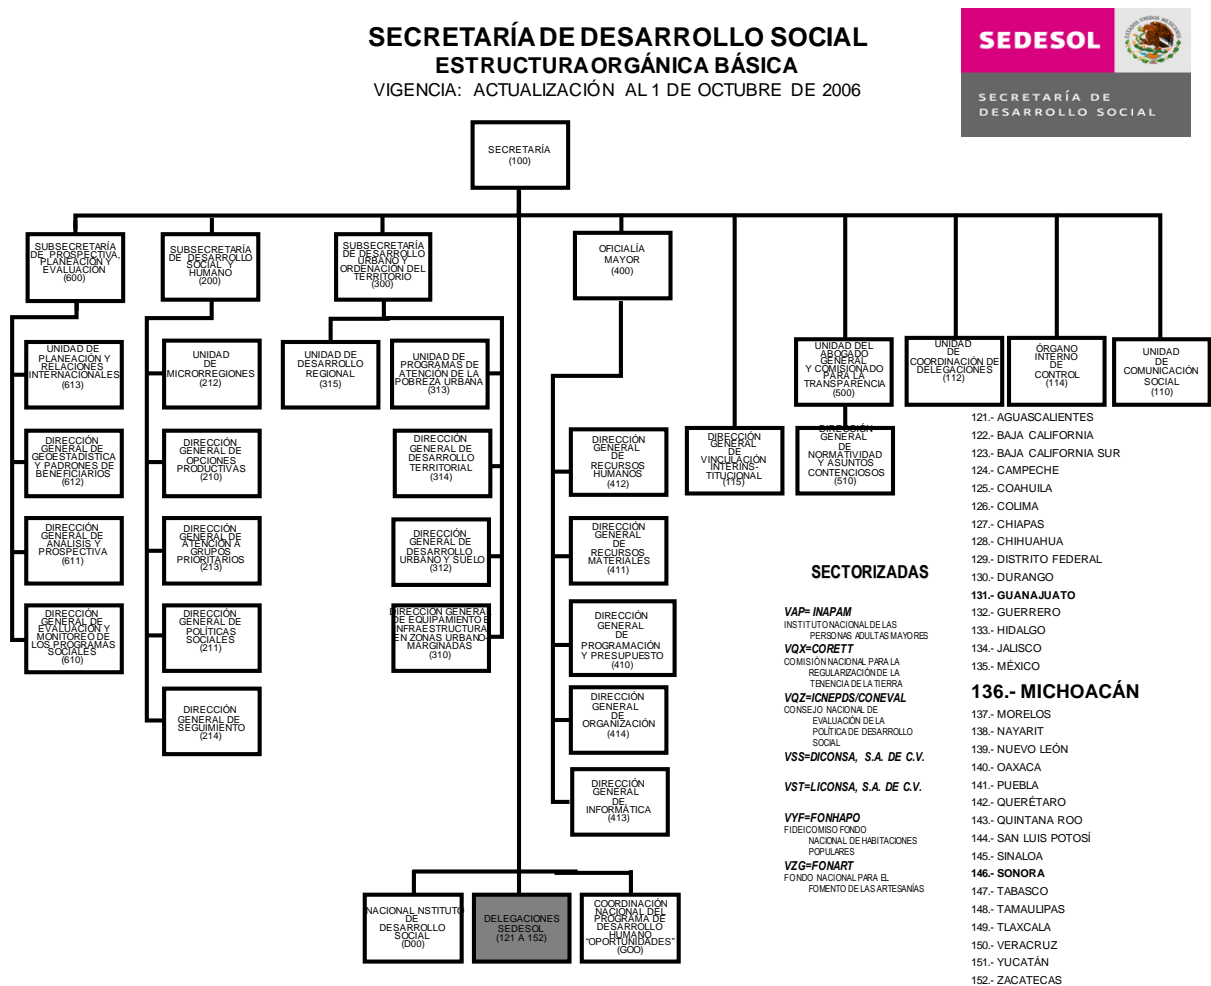 SECRETARÍA DE DESARROLLO SOCIAL
ESTRUCTURA ORGÁNICA BÁSICA
VIGENCIA: ACTUALIZACIÓN AL 1 DE OCTUBRE DE 2006
SEDESOL
SECRETARÍA DE
DESARROLLO SOCIAL
SECRETARÍA
(100)
SUBSECRETARÍA
DE PROSPECTIVA,
PLANEACIÓN Y
EVALUACIÓN
(600)
SUBSECRETARÍA
DE DESARROLLO
SOCIAL Y
HUMANO
(200)
SUBSECRETARÍA
DE DESARROLLO
URBANO Y
ORDENACIÓN DEL
TERRITORIO
(300)
OFICIALÍA
MAYOR
(400)
UNIDAD DE
PLANEACIÓN Y
RELACIONES
INTERNACIONALES
(613)
UNIDAD
DE
MICRORREGIONES
(212)
UNIDAD DE
DESARROLLO
REGIONAL
(315)
UNIDAD DE
PROGRAMAS DE
ATENCIÓN DE LA
POBREZA URBANA
(313)
UNIDAD DEL
ABOGADO
GENERAL
Y COMISIONADO
PARA LA
TRANSPARENCIA
(500)
UNIDAD
DE
COORDINACIÓN DE
DELEGACIONES
(112)
ÓRGANO
INTERNO
DE
CONTROL
(114)
UNIDAD
DE
COMUNICACIÓN
SOCIAL
(110)
DIRECCIÓN
GENERAL DE
GEOESTADÍSTICA
Y PADRONES DE
BENEFICIARIOS
(612)
DIRECCIÓN
GENERAL DE
OPCIONES
PRODUCTIVAS
(210)
DIRECCIÓN
GENERAL DE
DESARROLLO
TERRITORIAL
(314)
DIRECCIÓN
GENERAL
DE
RECURSOS
HUMANOS
(412)
DIRECCIÓN
GENERAL
DE
VINCULACIÓN
INTERINS-
TITUCIONAL
(115)
DIRECCIÓN
GENERAL
DE
NORMATIVIDAD
Y ASUNTOS
CONTENCIOSOS
(510)
DIRECCIÓN
GENERAL DE
ANÁLISIS Y
PROSPECTIVA
(611)
DIRECCIÓN
GENERAL DE
ATENCIÓN A
GRUPOS
PRIORITARIOS
(213)
DIRECCIÓN
GENERAL DE
DESARROLLO
URBANO Y SUELO
(312)
DIRECCIÓN
GENERAL
DE
RECURSOS
MATERIALES
(411)
DIRECCIÓN
GENERAL DE
EVALUACIÓN Y
MONITOREO DE
LOS PROGRAMAS
SOCIALES
(610)
DIRECCIÓN
GENERAL DE
POLÍTICAS
SOCIALES
(211)
DIRECCIÓN GENERAL
DE EQUIPAMIENTO E
INFRAESTRUCTURA
EN ZONAS URBANO-
MARGINADAS
(310)
DIRECCIÓN
GENERAL
DE
PROGRAMACIÓN
Y PRESUPUESTO
(410)
DIRECCIÓN
GENERAL DE
SEGUIMIENTO
(214)
DIRECCIÓN
GENERAL
DE
ORGANIZACIÓN
(414)
DIRECCIÓN
GENERAL
DE
INFORMÁTICA
(413)
NACIONAL NSTITUTO
DE
DESARROLLO
SOCIAL
(D00)
DELEGACIONES
SEDESOL
(121 A 152)
COORDINACIÓN
NACIONAL DEL
PROGRAMA DE
DESARROLLO
HUMANO
"OPORTUNIDADES"
(GOO)
SECTORIZADAS
VAP= INAPAM
INSTITUTO NACIONAL DE LAS
PERSONAS ADULTAS MAYORES
VQX=CORETT
COMISIÓN NACIONAL PARA LA
REGULARIZACIÓN DE LA
TENENCIA DE LA TIERRA
VQZ=ICNEPDS/CONEVAL
CONSEJO NACIONAL DE
EVALUACIÓN DE LA
POLÍTICA DE DESARROLLO
SOCIAL
VSS=DICONSA, S.A. DE C.V.
VST=LICONSA, S.A. DE C.V.
VYF=FONHAPO
FIDEICOMISO FONDO
NACIONAL DE HABITACIONES
POPULARES
VZG=FONART
FONDO NACIONAL PARA EL
FOMENTO DE LAS ARTESANÍAS
121.- AGUASCALIENTES
122.- BAJA CALIFORNIA
123.- BAJA CALIFORNIA SUR
124.- CAMPECHE
125.- COAHUILA
126.- COLIMA
127.- CHIAPAS
128.- CHIHUAHUA
129.- DISTRITO FEDERAL
130.- DURANGO
131.- GUANAJUATO
132.- GUERRERO
133.- HIDALGO
134.- JALISCO
135.- MÉXICO
136.- MICHOACÁN
137.- MORELOS
138.- NAYARIT
139.- NUEVO LEÓN
140.- OAXACA
141.- PUEBLA
142.- QUERÉTARO
143.- QUINTANA ROO
144.- SAN LUIS POTOSÍ
145.- SINALOA
146.- SONORA
147.- TABASCO
148.- TAMAULIPAS
149.- TLAXCALA
150.- VERACRUZ
151.- YUCATÁN
152.- ZACATECAS